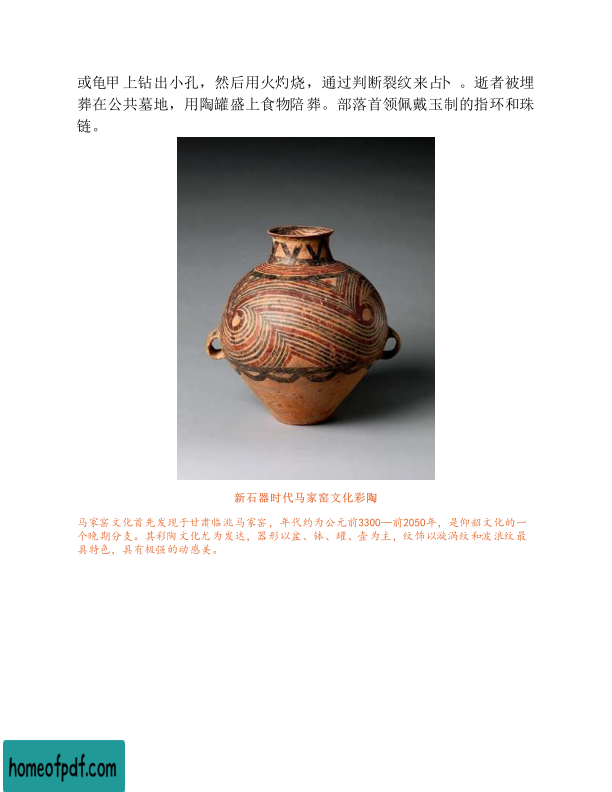 或龟甲上钻出小孔，然后用火灼烧，通过判断裂纹来占卜。逝者被埋
葬在公共墓地，用陶罐盛上食物陪葬。部落首领佩戴玉制的指环和珠
链。
新石器时代马家窑文化彩陶
马家窑文化首先发现于甘肃临洮马家窑，年代约为公元前3300—前2050年，是仰韶文化的一
个晚期分支。其彩陶文化尤为发达，器形以盆、钵、罐、壶为主，纹饰以漩涡纹和波浪纹最
具特色，具有极强的动感美。
homeofpdf.com